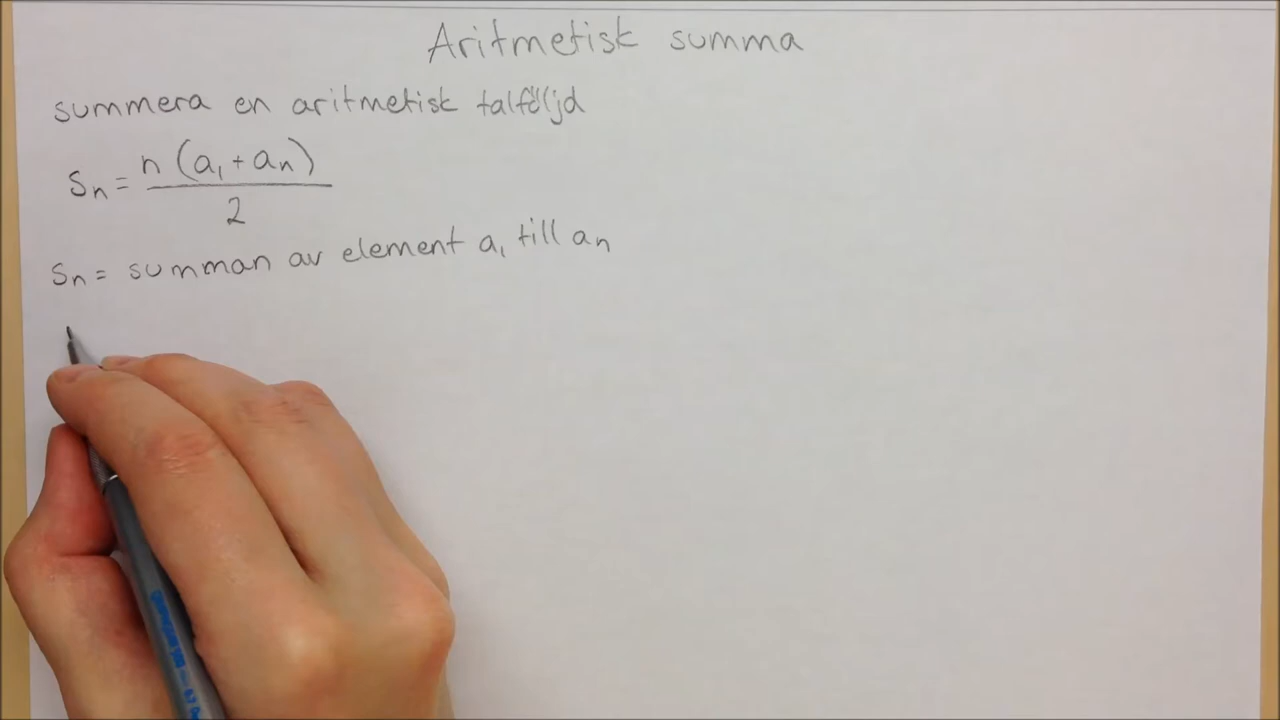 Aritmetisk summa
summera en aritmetisk talföljd
Sn = n (a₁ + an) / 2
Sn = summan av element a₁ till an